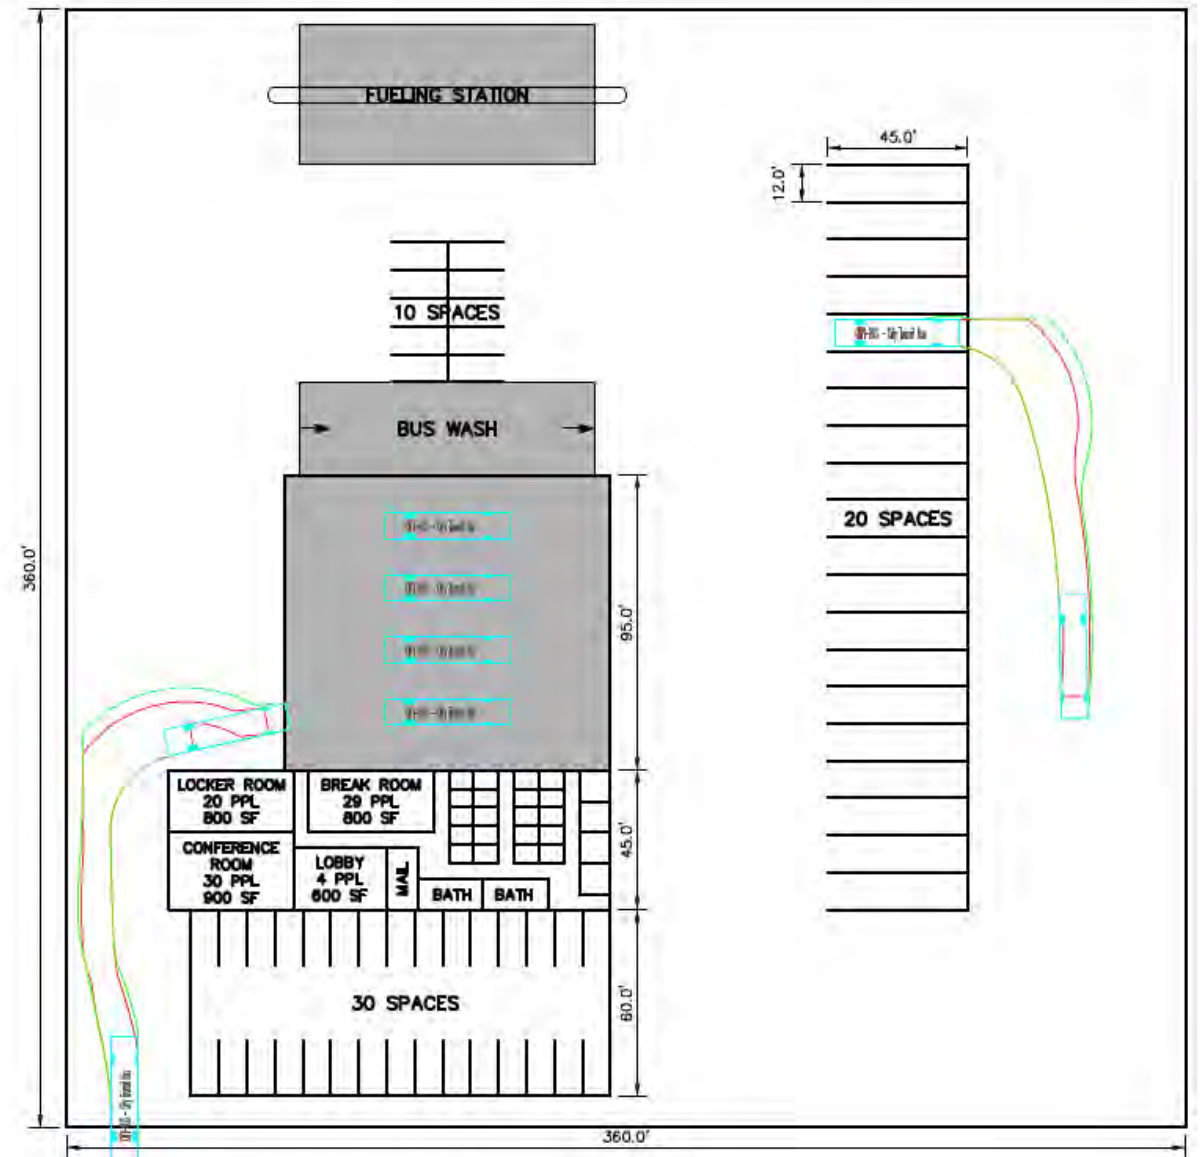 FUELING STATION
45.0'
12.0'
10 SPACES
BUS WASH
20 SPACES
360.0'
95.0'
LOCKER ROOM
20 PPL
800 SF
BREAK ROOM
29 PPL
800 SF
45.0'
CONFERENCE
ROOM
30 PPL
900 SF
LOBBY
4 PPL
600 SF
MAIL
BATH
BATH
30 SPACES
60.0'
360.0'